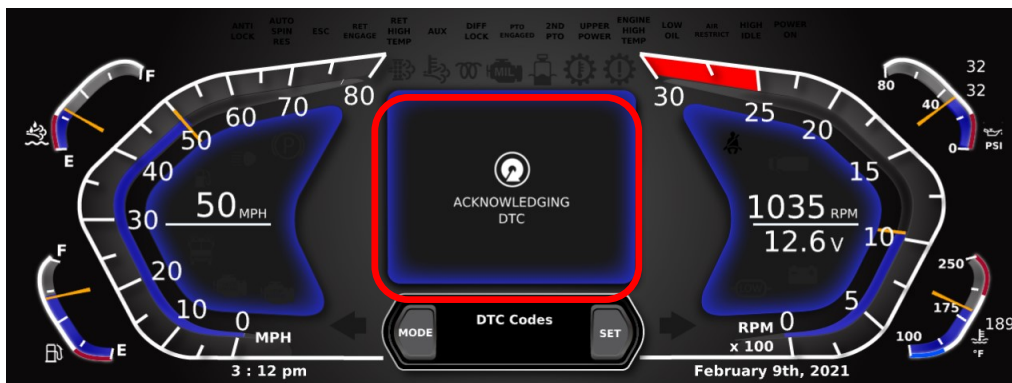 ANTI LOCK
AUTO SPIN RES
ESC
RET ENGAGE
RET HIGH TEMP
AUX
DIFF LOCK
PTO ENGAGED
2ND PTO
UPPER POWER
ENGINE HIGH TEMP
LOW OIL
AIR RESTRICT
HIGH IDLE
POWER ON
MIL
F
E
F
E
80
70
60
50
40
30
20
10
0
MPH
50 MPH
ACKNOWLEDGING
DTC
MODE
DTC Codes
SET
30
25
20
15
10
5
0
RPM
x 100
1035 RPM
12.6 V
80
40
0
32
32
PSI
250
175
100
189
°F
3 : 12 pm
February 9th, 2021